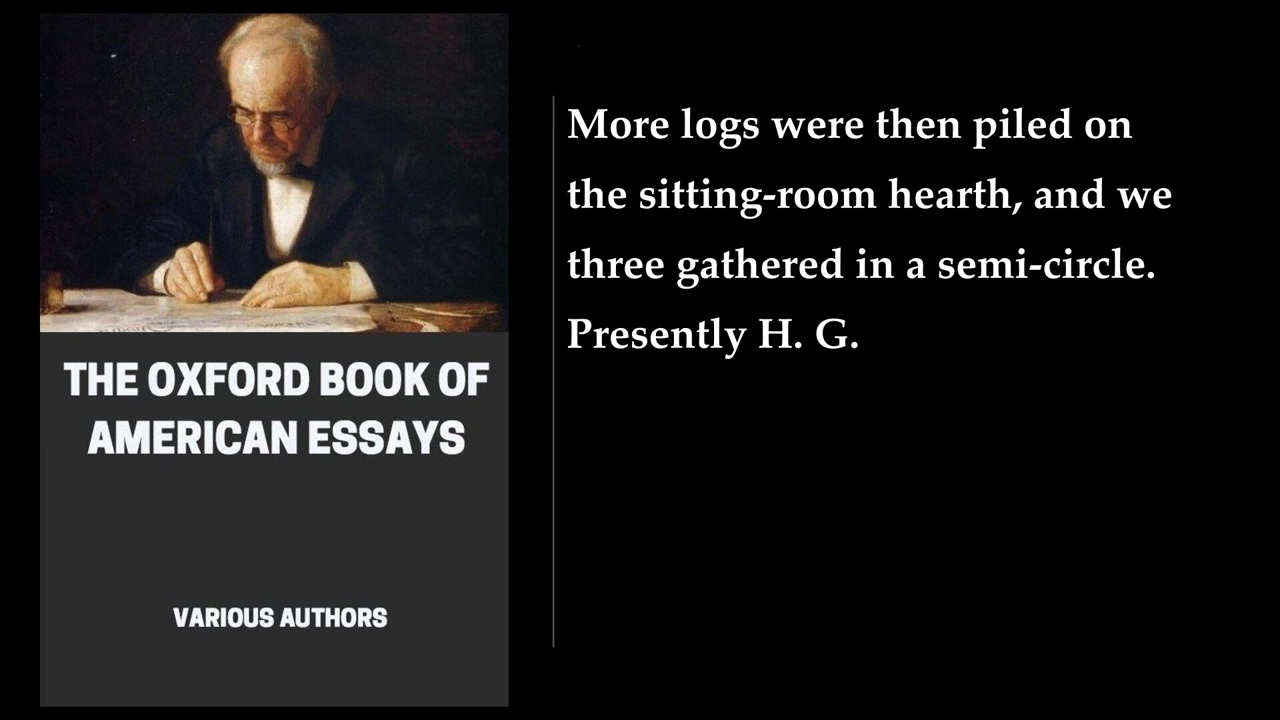 THE OXFORD BOOK OF
AMERICAN ESSAYS
VARIOUS AUTHORS
More logs were then piled on
the sitting-room hearth, and we
three gathered in a semi-circle.
Presently H. G.